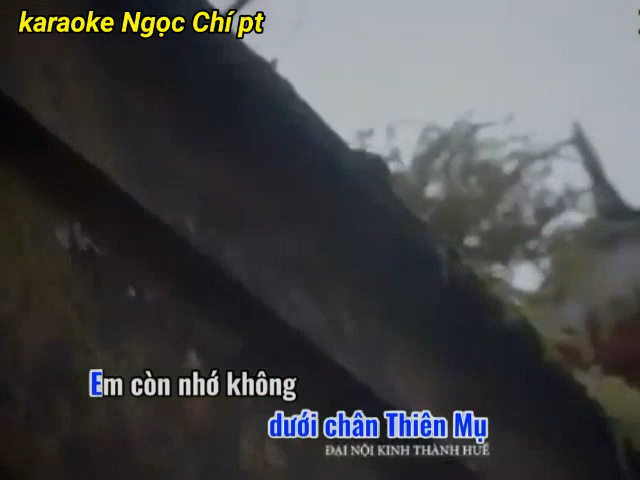 karaoke Ngọc Chí pt
Em còn nhớ không
dưới chân Thiên Mụ
ĐẠI NỘI KINH THÀNH HUẾ